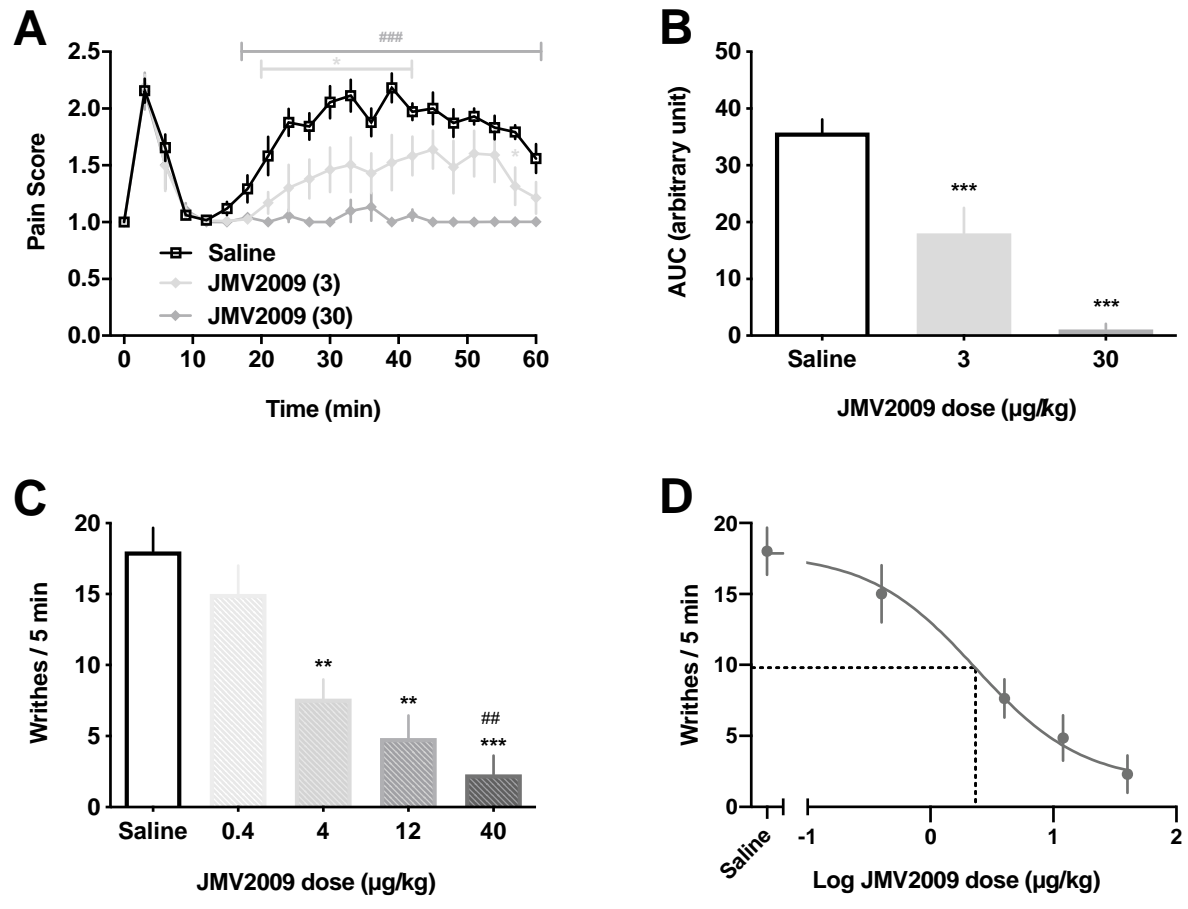 A
Pain Score
2.5
2.0
1.5
1.0
0.5
0.0
###
*
*
Saline
JMV2009 (3)
JMV2009 (30)
0 10 20 30 40 50 60
Time (min)
B
AUC (arbitrary unit)
50
40
30
20
10
0
***
***
Saline 3 30
JMV2009 dose (µg/kg)
C
Writhes / 5 min
20
15
10
5
0
**
**
##
***
Saline 0.4 4 12 40
JMV2009 dose (µg/kg)
D
Writhes / 5 min
20
15
10
5
0
Saline
-1 0 1 2
Log JMV2009 dose (µg/kg)